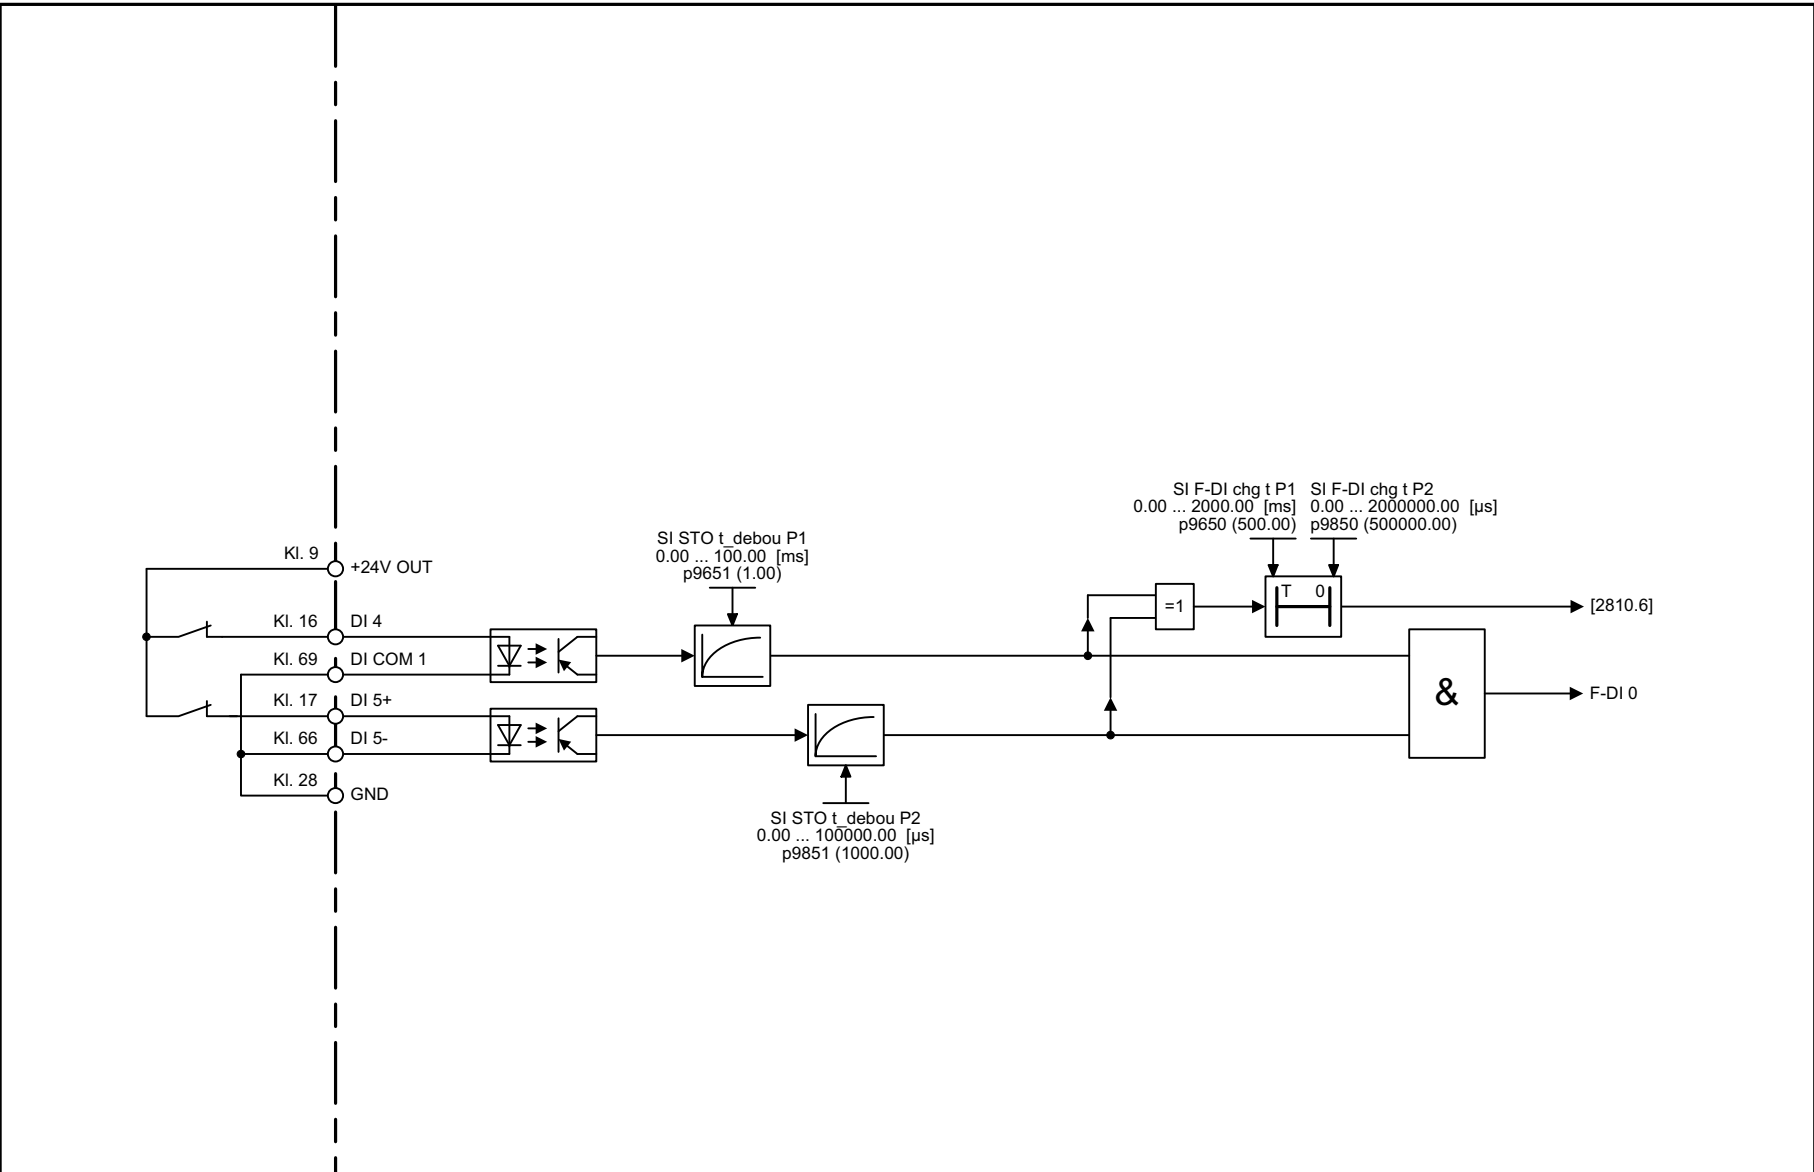 SI F-DI chg t P1
0.00 ... 2000.00 [ms]
p9650 (500.00)
SI F-DI chg t P2
0.00 ... 2000000.00 [µs]
p9850 (500000.00)
SI STO t_debou P1
0.00 ... 100.00 [ms]
p9651 (1.00)
Kl. 9
+24V OUT
T 0
=1
[2810.6]
Kl. 16
DI 4
Kl. 69
DI COM 1
Kl. 17
DI 5+
&
F-DI 0
Kl. 66
DI 5-
Kl. 28
GND
SI STO t_debou P2
0.00 ... 100000.00 [µs]
p9851 (1000.00)